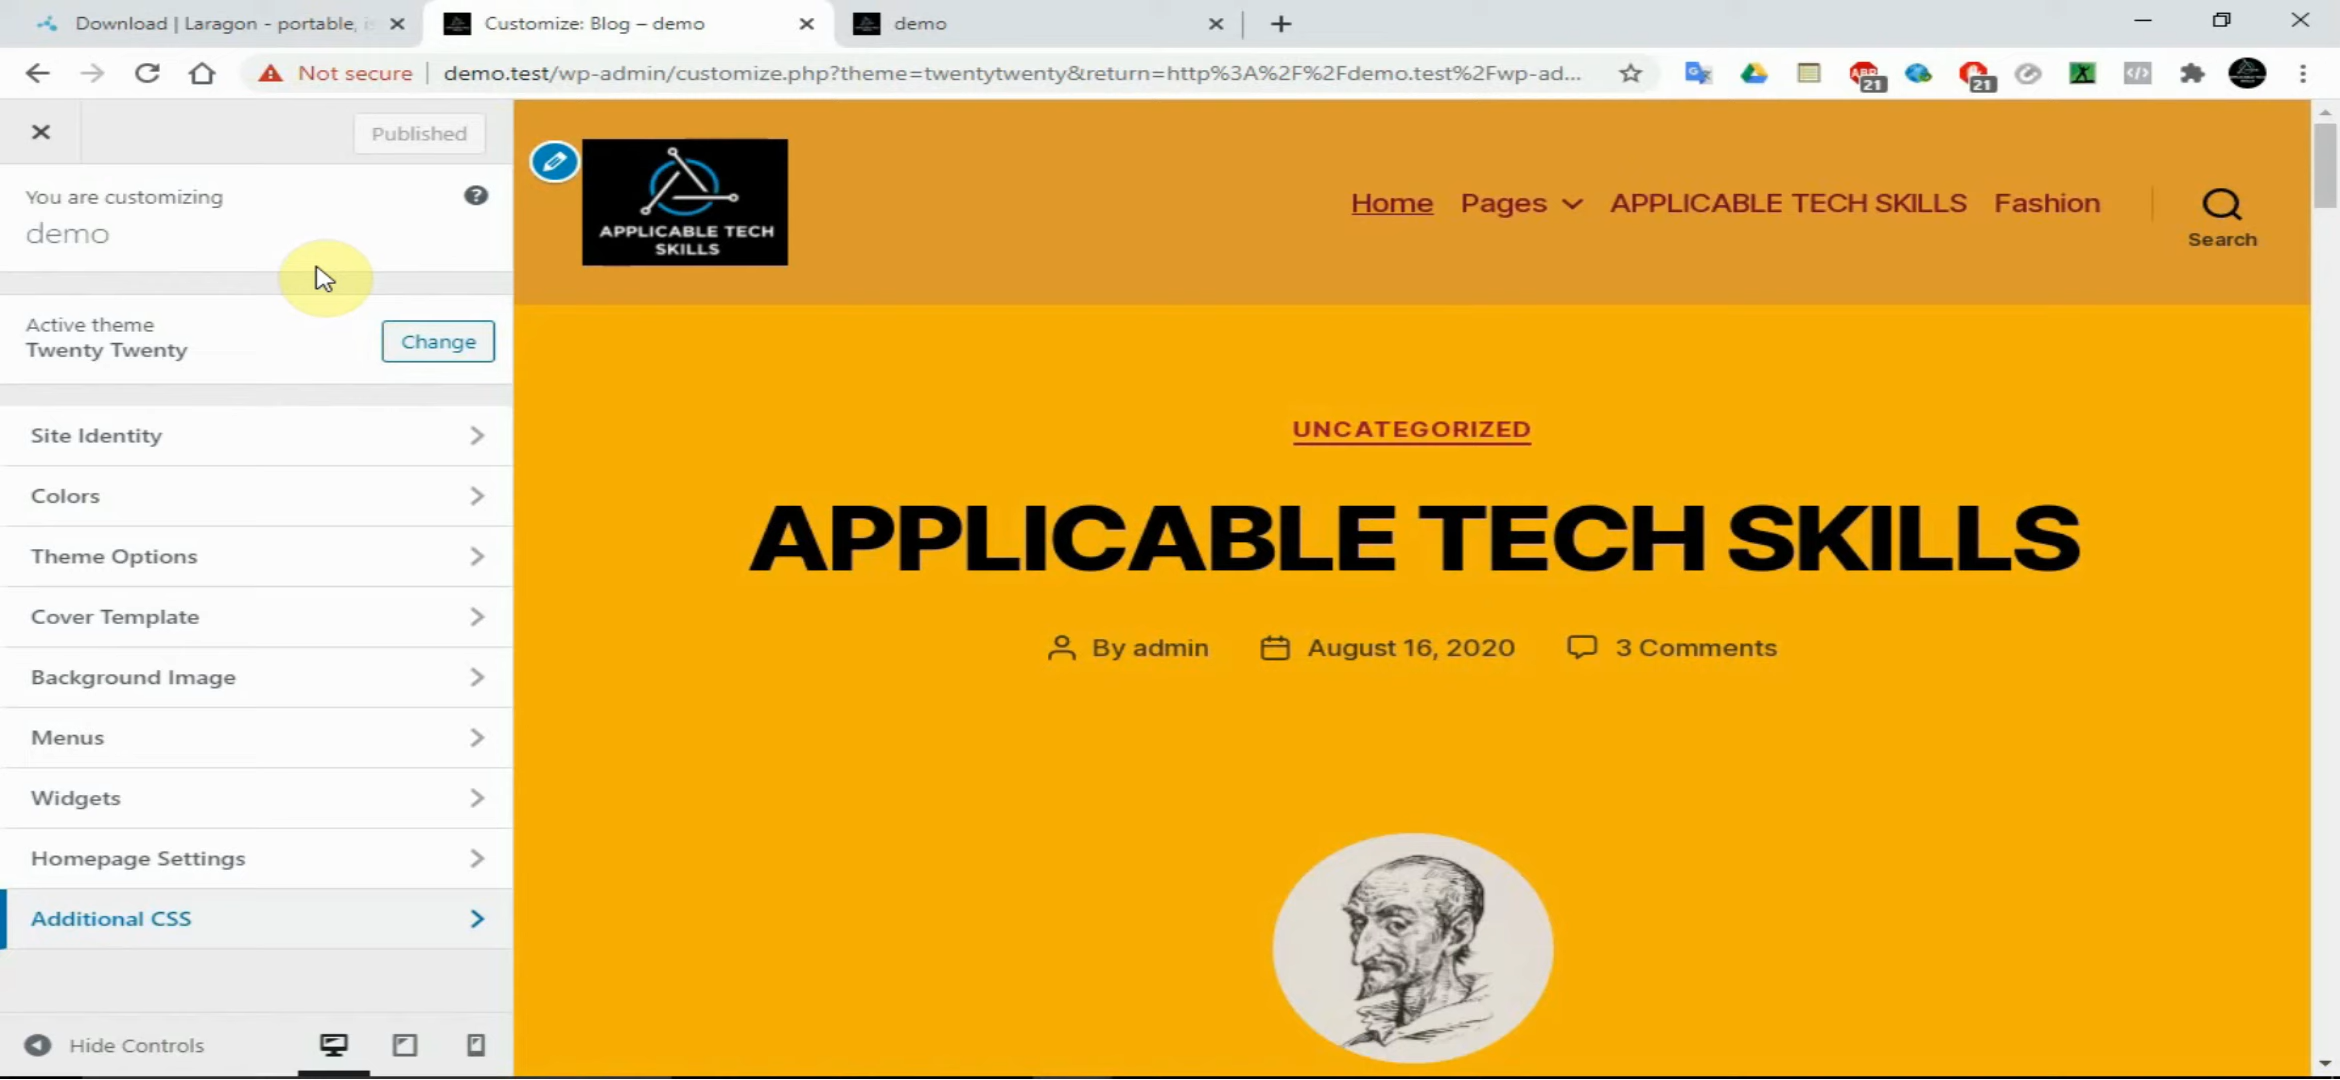 Download | Laragon - portable, is
Customize: Blog – demo
demo
Not secure
demo.test/wp-admin/customize.php?theme=twentytwenty&return=http%3A%2F%2Fdemo.test%2Fwp-ad...
21
21
Published
You are customizing
demo
Active theme
Twenty Twenty
Change
Site Identity
Colors
Theme Options
Cover Template
Background Image
Menus
Widgets
Homepage Settings
Additional CSS
Hide Controls
APPLICABLE TECH
SKILLS
Home Pages APPLICABLE TECH SKILLS Fashion
Search
UNCATEGORIZED
APPLICABLE TECH SKILLS
By admin August 16, 2020 3 Comments